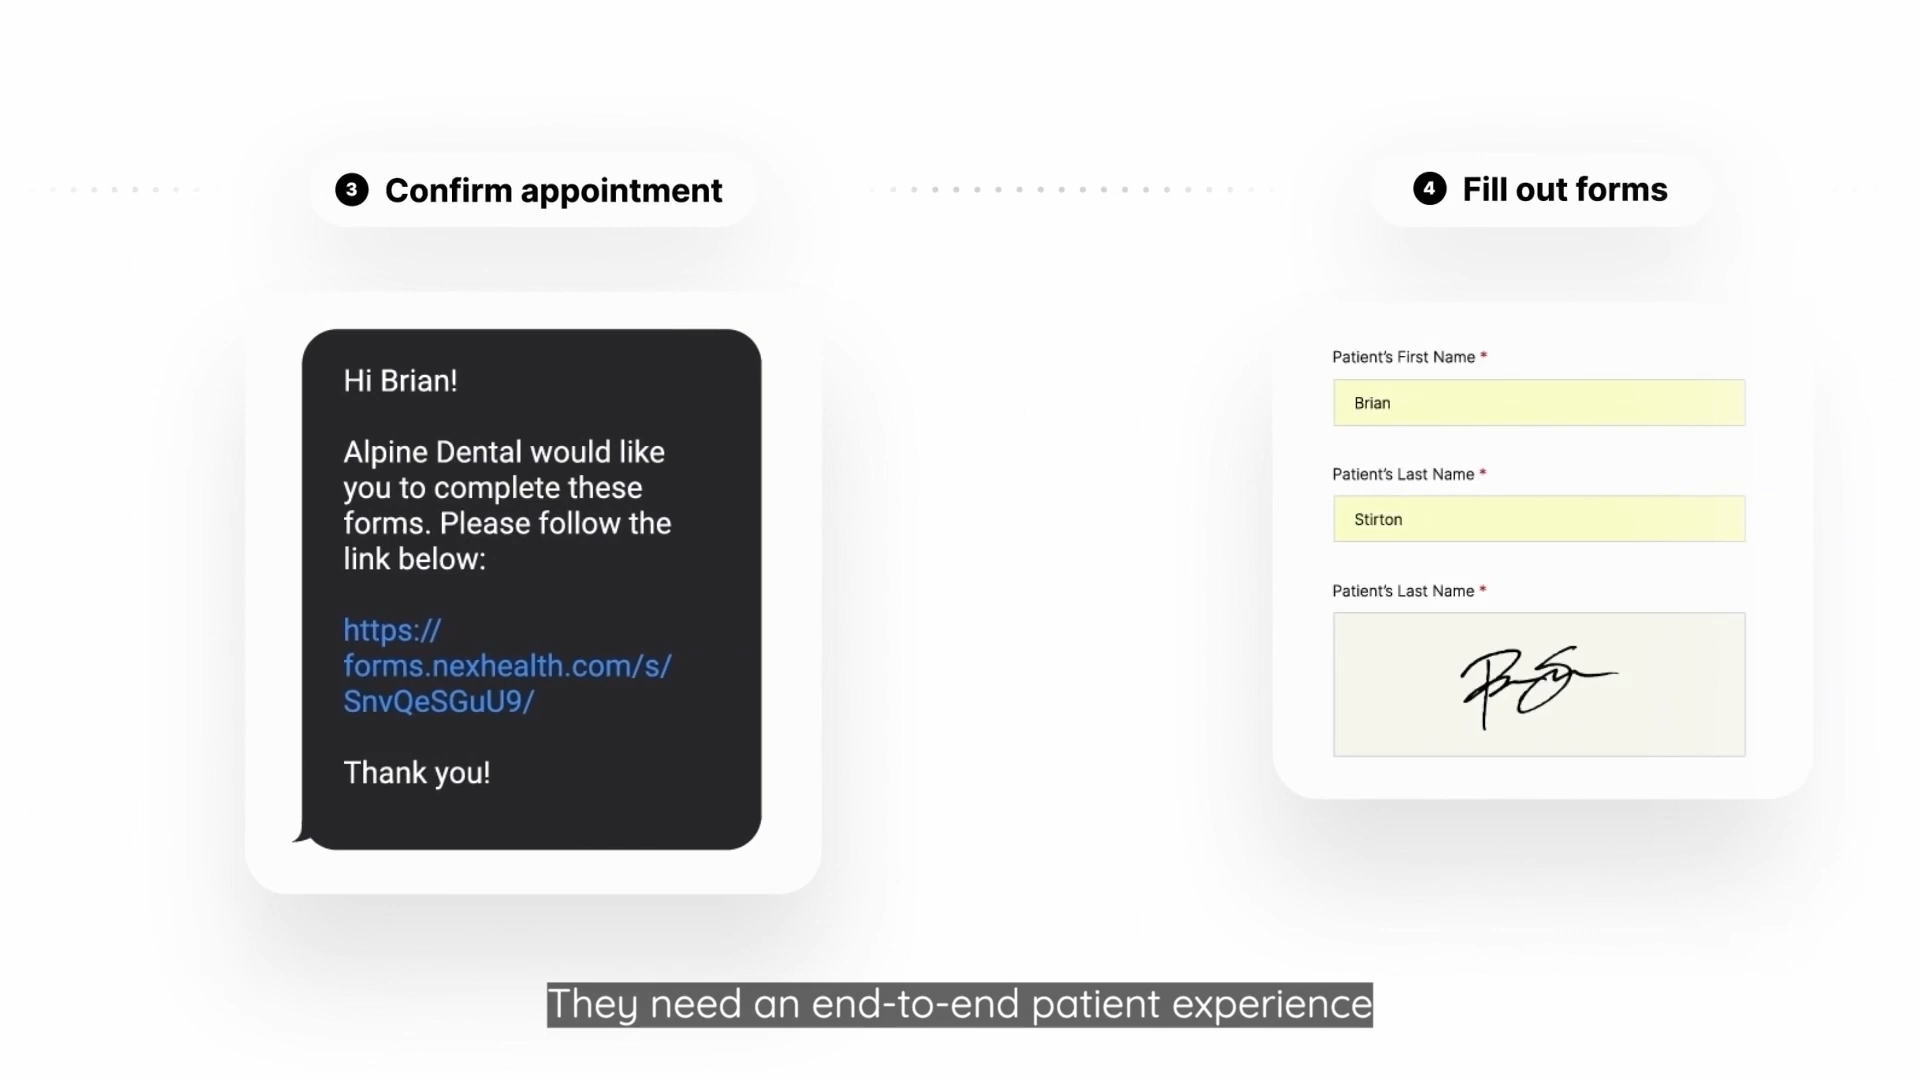 3 Confirm appointment
Hi Brian!
Alpine Dental would like
you to complete these
forms. Please follow the
link below:
https://
forms.nexhealth.com/s/
SnvQeSGuU9/
Thank you!
4 Fill out forms
Patient's First Name *
Brian
Patient's Last Name *
Stirton
Patient's Last Name *
They need an end-to-end patient experience